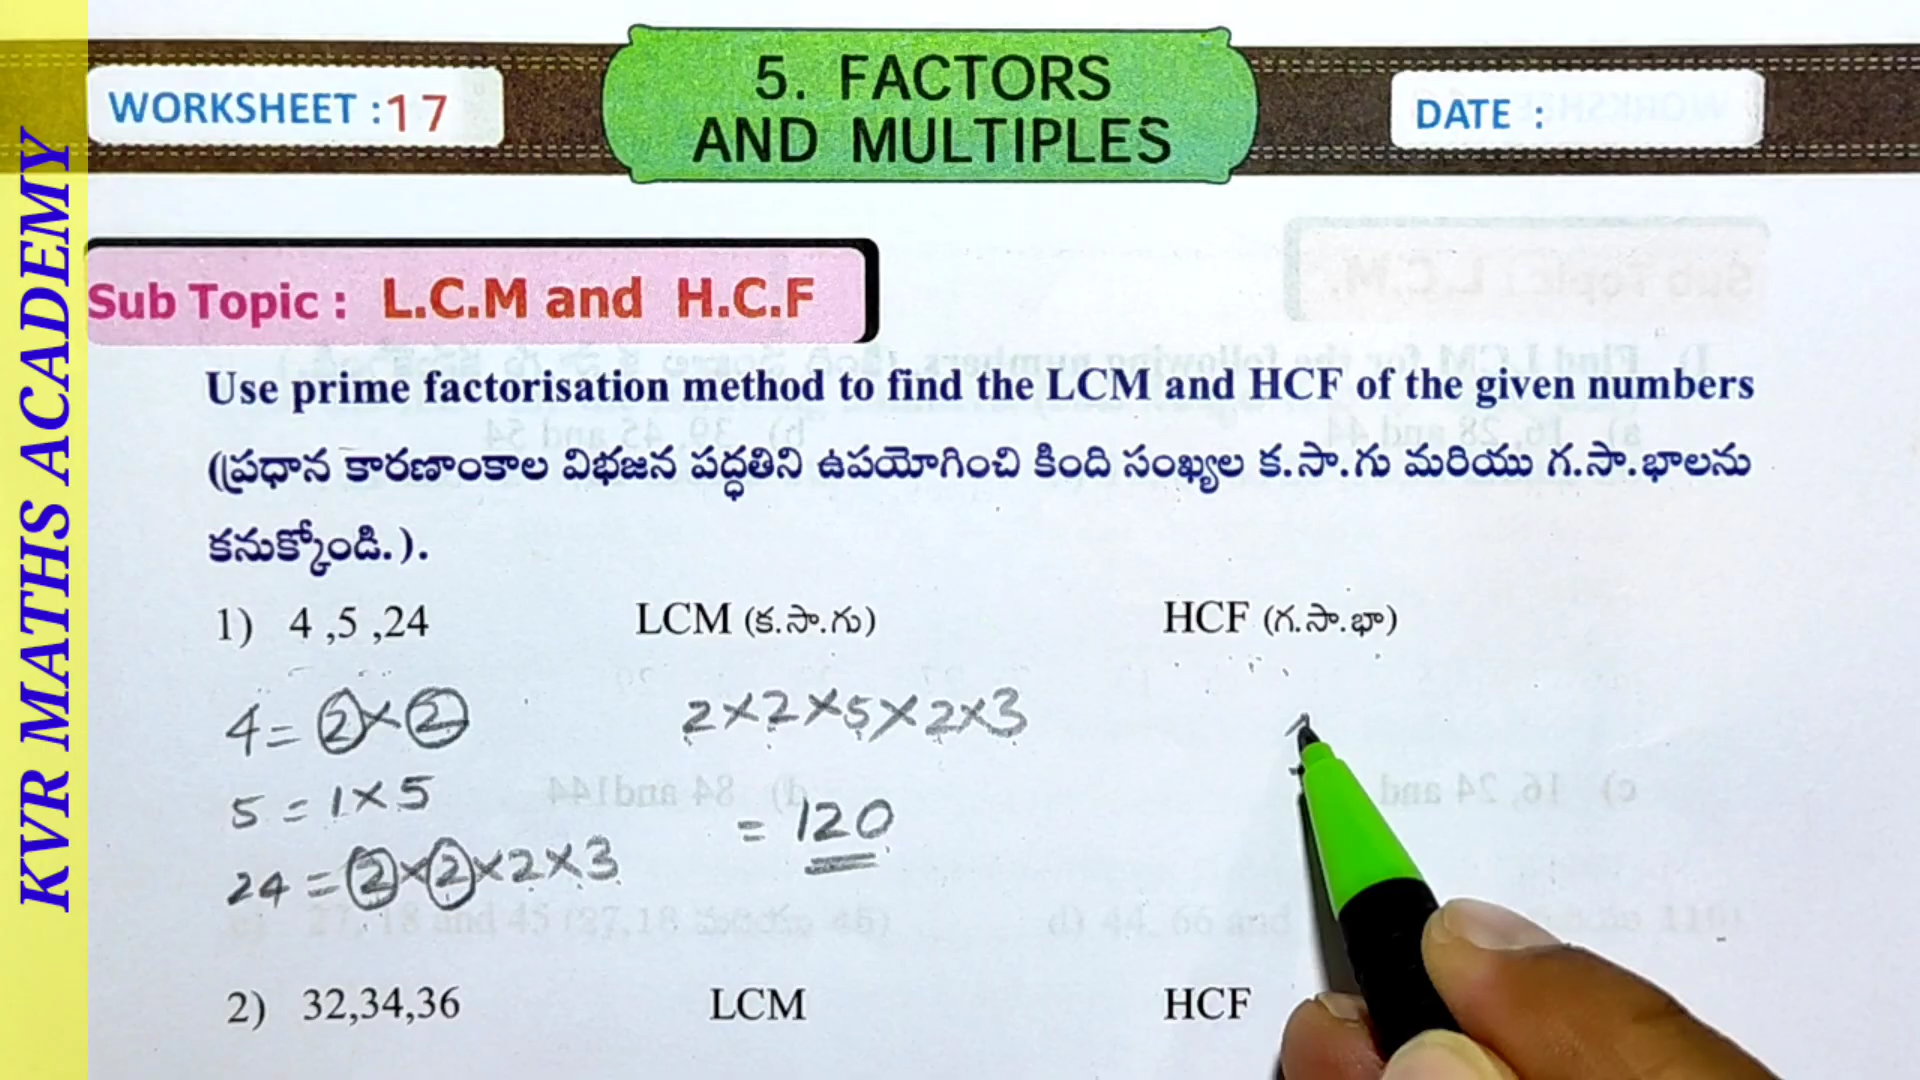 KVR MATHS ACADEMY
WORKSHEET : 17
5. FACTORS
AND MULTIPLES
DATE :
Sub Topic : L.C.M and H.C.F
Use prime factorisation method to find the LCM and HCF of the given numbers
((ప్రధాన కారణాంకాల విభజన పద్ధతిని ఉపయోగించి కింది సంఖ్యల క.సా.గు మరియు గ.సా.భాలను
కనుక్కోండి.).
1) 4 ,5 ,24 LCM (క.సా.గు) HCF (గ.సా.భా)
4 = 2 × 2 2×2×5×2×3
5 = 1 × 5
= 120
24 = 2×2×2×3
2) 32,34,36 LCM HCF